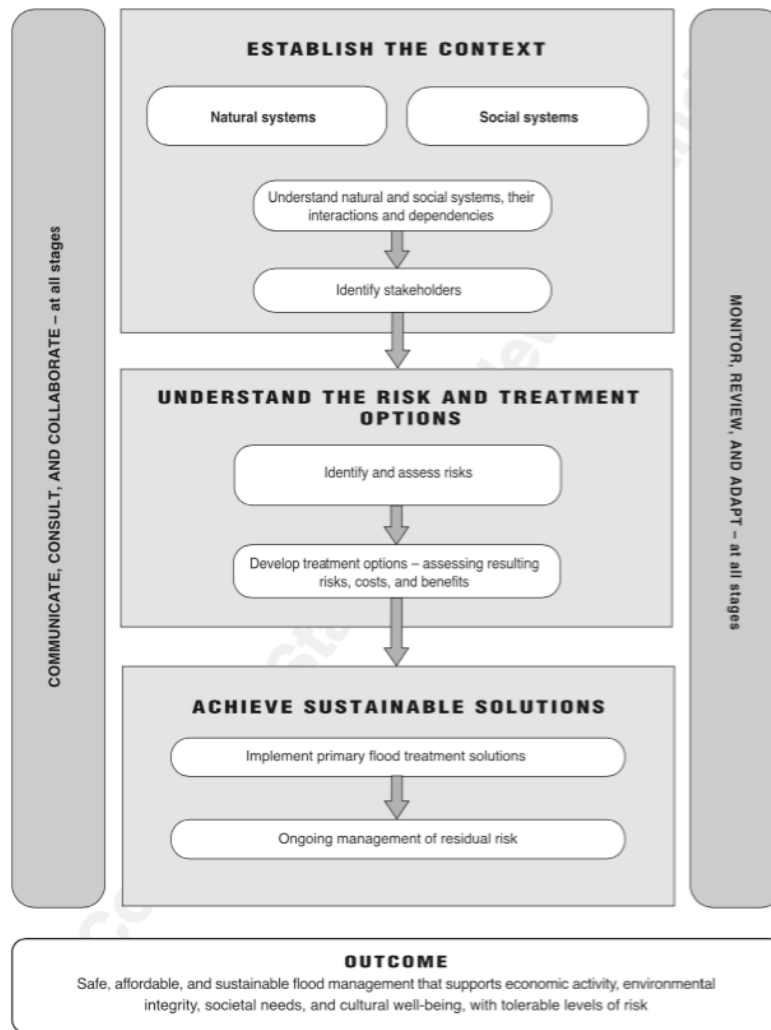 ESTABLISH THE CONTEXT
Natural systems
Social systems
Understand natural and social systems, their
interactions and dependencies
Identify stakeholders
UNDERSTAND THE RISK AND TREATMENT
OPTIONS
Identify and assess risks
Develop treatment options – assessing resulting
risks, costs, and benefits
ACHIEVE SUSTAINABLE SOLUTIONS
Implement primary flood treatment solutions
Ongoing management of residual risk
COMMUNICATE, CONSULT, AND COLLABORATE – at all stages
MONITOR, REVIEW, AND ADAPT – at all stages
OUTCOME
Safe, affordable, and sustainable flood management that supports economic activity, environmental
integrity, societal needs, and cultural well-being, with tolerable levels of risk